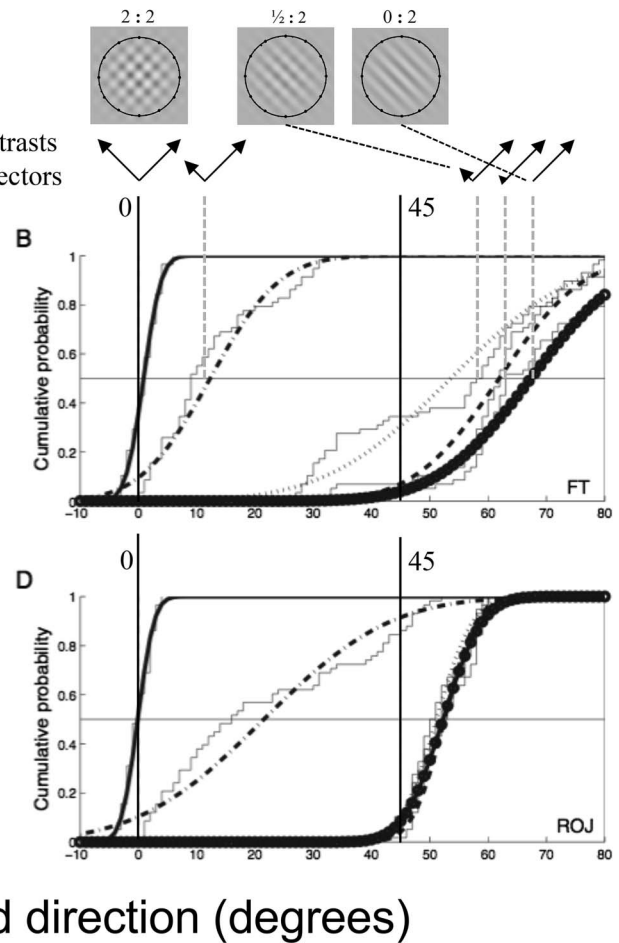 2 : 2 ½ : 2 0 : 2
trasts
ectors
0 45
B
Cumulative probability
1
0.8
0.6
0.4
0.2
0
-10 0 10 20 30 40 50 60 70 80
FT
0 45
D
Cumulative probability
1
0.8
0.6
0.4
0.2
0
-10 0 10 20 30 40 50 60 70 80
ROJ
d direction (degrees)